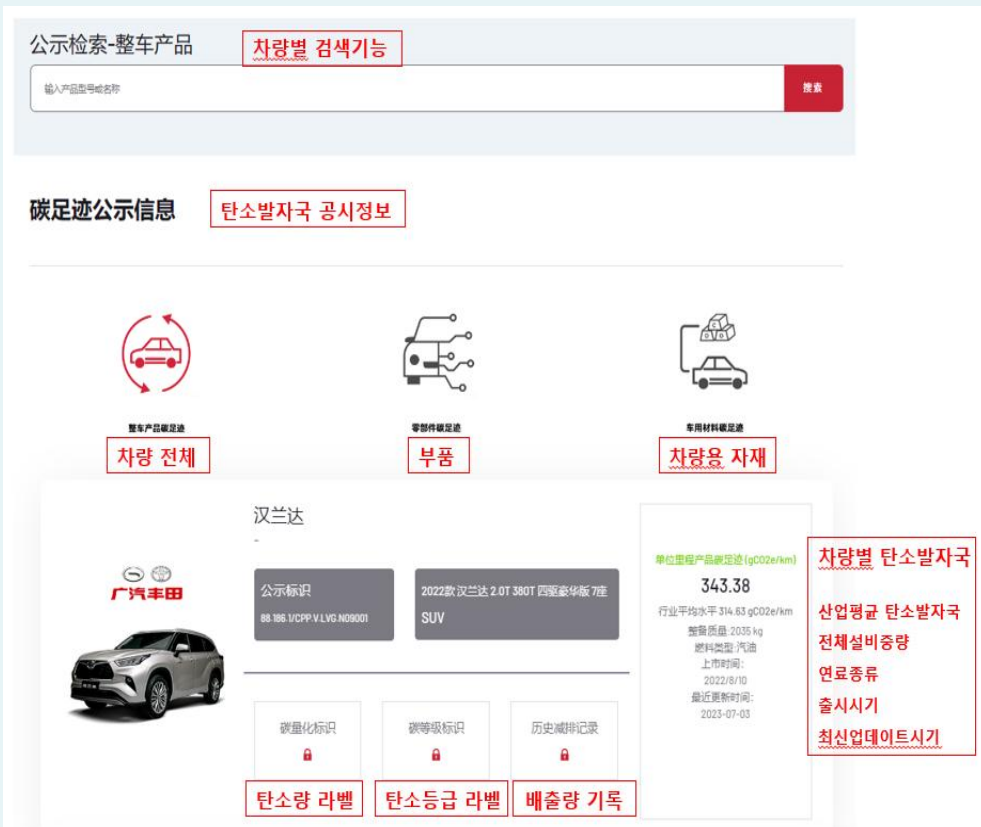 公示检索-整车产品
차량별 검색기능
输入产品型号或名称
搜索
碳足迹公示信息
탄소발자국 공시정보
整车产品碳足迹
零部件碳足迹
车用材料碳足迹
차량 전체
부품
차량용 자재
汉兰达
-
广汽丰田
公示标识
88.186.1/CPP.V.LVG.N09001
2022款 汉兰达 2.0T 380T 四驱豪华版 7座
SUV
单位里程产品碳足迹 (gCO2e/km)
343.38
行业平均水平 314.63 gCO2e/km
整备质量:2035 kg
燃料类型:汽油
上市时间:
2022/8/10
最近更新时间:
2023-07-03
차량별 탄소발자국
산업평균 탄소발자국
전체설비중량
연료종류
출시시기
최신업데이트시기
碳量化标识
碳等级标识
历史减排记录
탄소량 라벨
탄소등급 라벨
배출량 기록